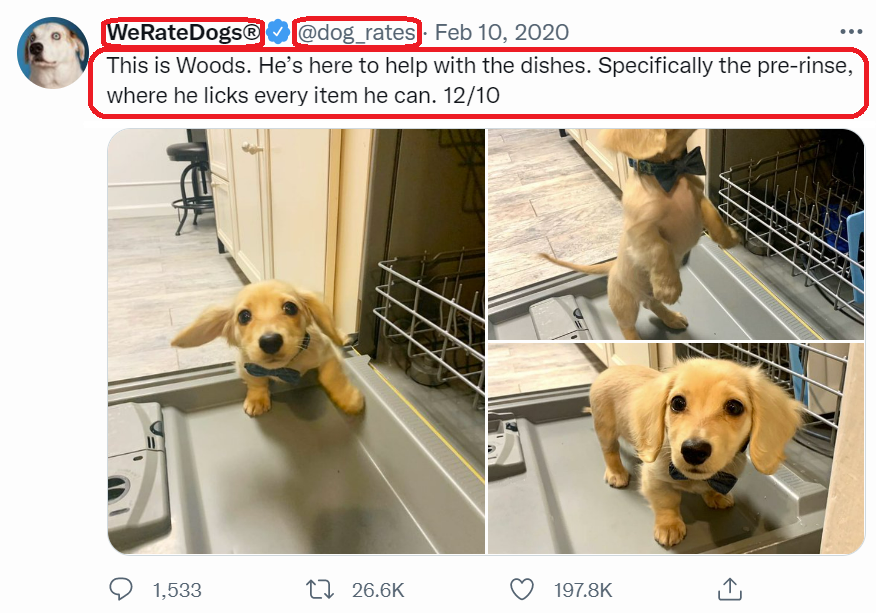 WeRateDogs® @dog_rates · Feb 10, 2020
This is Woods. He’s here to help with the dishes. Specifically the pre-rinse,
where he licks every item he can. 12/10
1,533 26.6K 197.8K